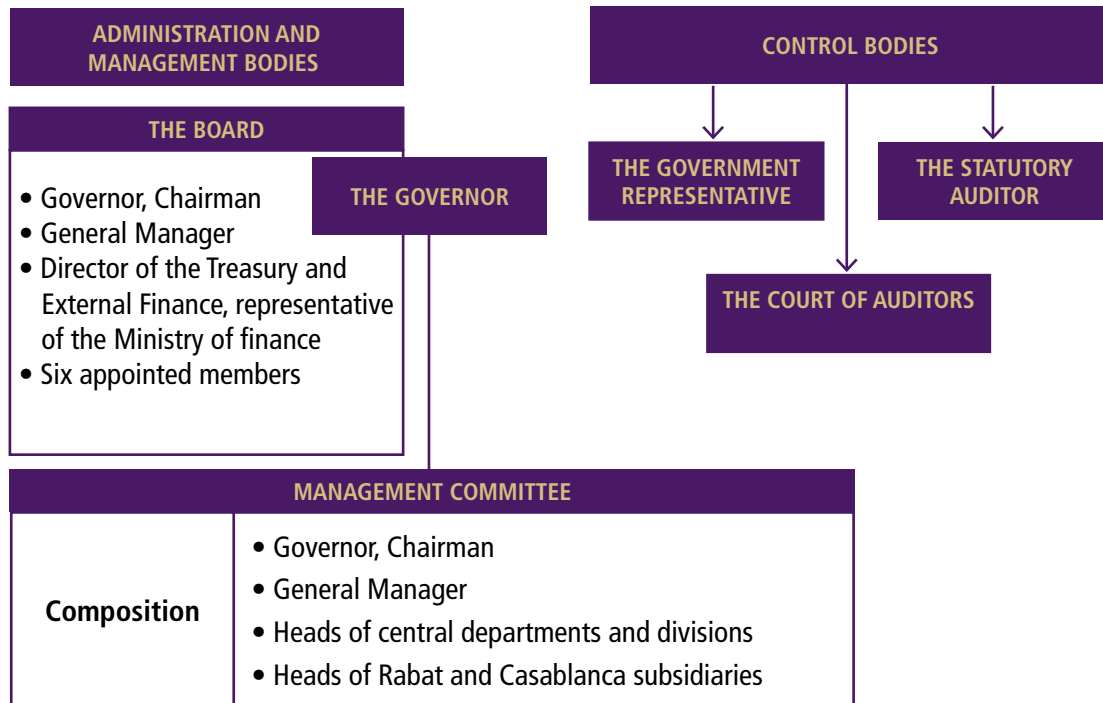 ADMINISTRATION AND
MANAGEMENT BODIES
THE BOARD
• Governor, Chairman
• General Manager
• Director of the Treasury and
External Finance, representative
of the Ministry of finance
• Six appointed members
THE GOVERNOR
CONTROL BODIES
THE GOVERNMENT
REPRESENTATIVE
THE STATUTORY
AUDITOR
THE COURT OF AUDITORS
MANAGEMENT COMMITTEE
Composition
• Governor, Chairman
• General Manager
• Heads of central departments and divisions
• Heads of Rabat and Casablanca subsidiaries